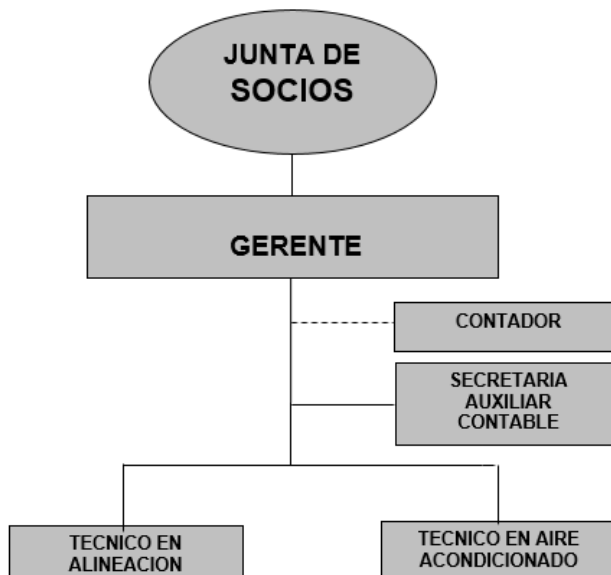 JUNTA DE
SOCIOS
GERENTE
CONTADOR
SECRETARIA
AUXILIAR
CONTABLE
TECNICO EN
ALINEACION
TECNICO EN AIRE
ACONDICIONADO